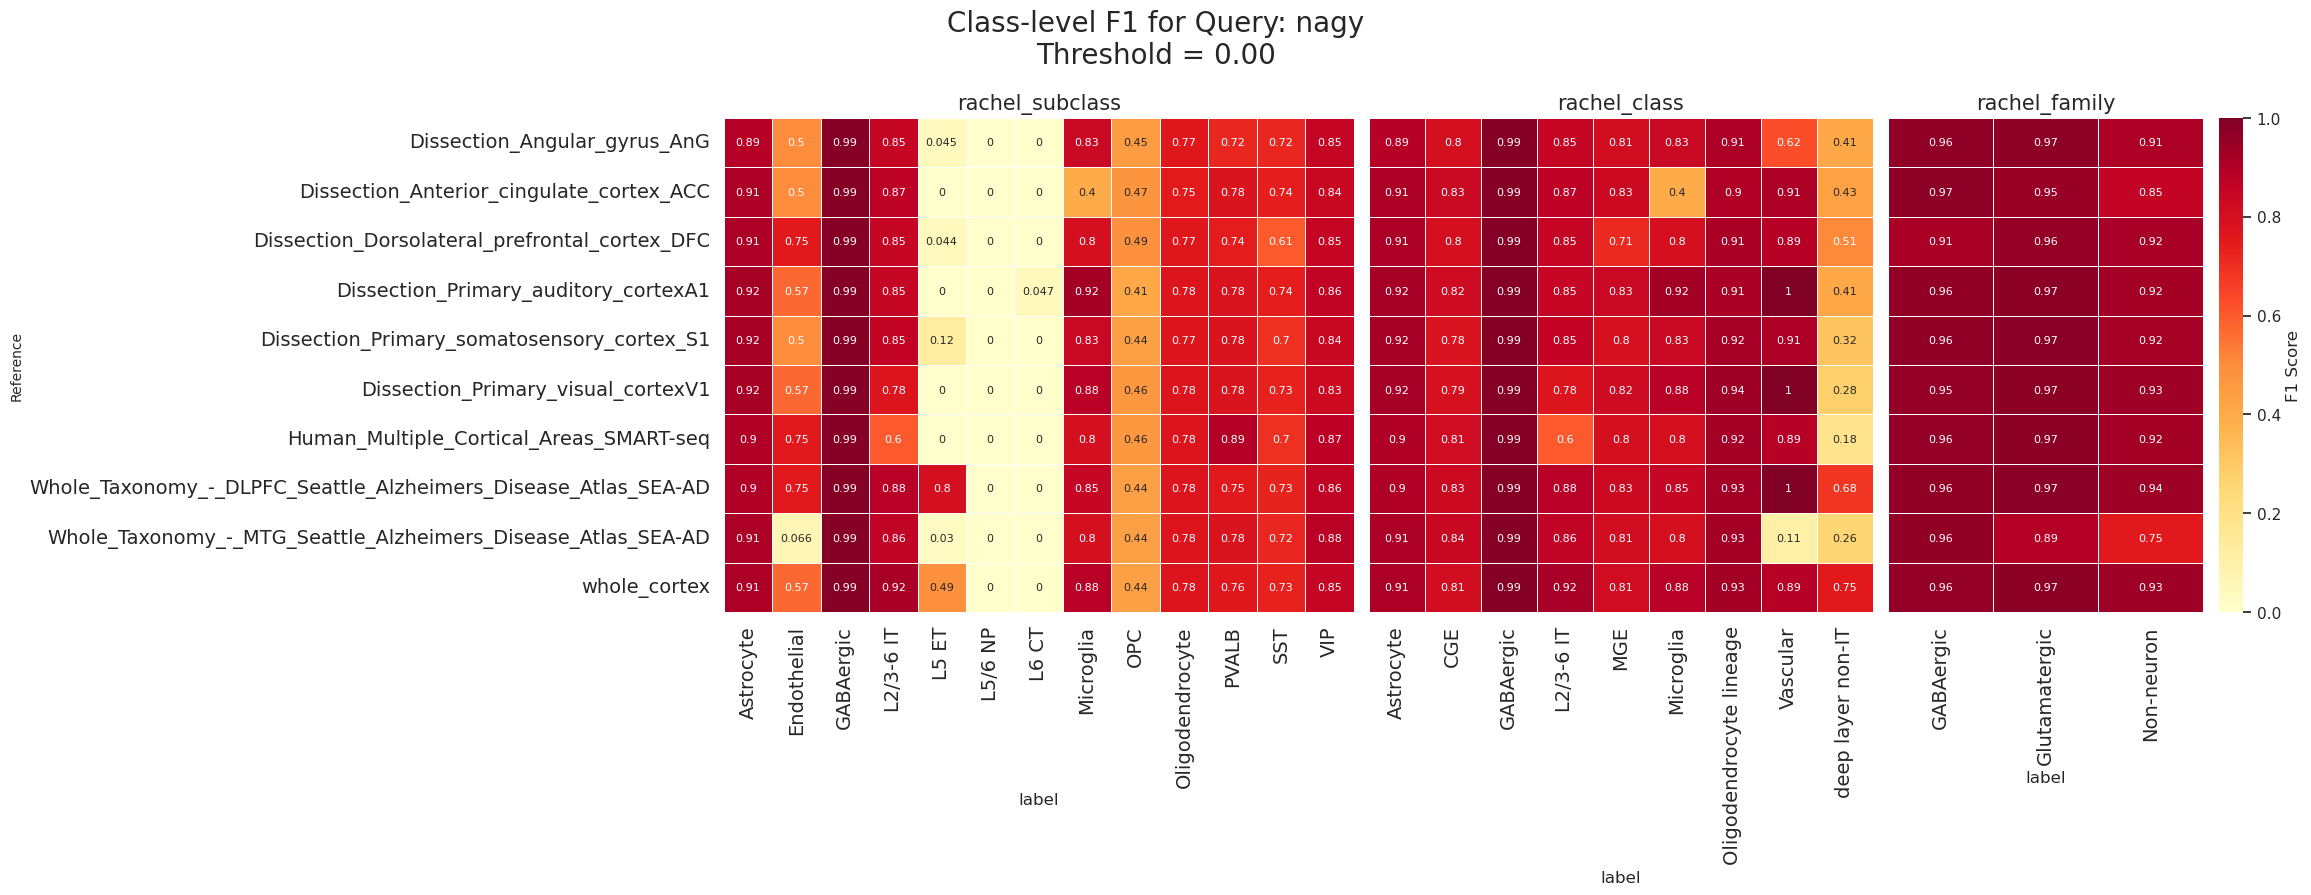 Class-level F1 for Query: nagy
Threshold = 0.00
rachel_subclass rachel_class rachel_family
Reference
Dissection_Angular_gyrus_AnG 0.89 0.5 0.99 0.85 0.045 0 0 0.83 0.45 0.77 0.72 0.72 0.85 0.89 0.8 0.99 0.85 0.81 0.83 0.91 0.62 0.41 0.96 0.97 0.91
Dissection_Anterior_cingulate_cortex_ACC 0.91 0.5 0.99 0.87 0 0 0 0.4 0.47 0.75 0.78 0.74 0.84 0.91 0.83 0.99 0.87 0.83 0.4 0.9 0.91 0.43 0.97 0.95 0.85
Dissection_Dorsolateral_prefrontal_cortex_DFC 0.91 0.75 0.99 0.85 0.044 0 0 0.8 0.49 0.77 0.74 0.61 0.85 0.91 0.8 0.99 0.85 0.71 0.8 0.91 0.89 0.51 0.91 0.96 0.92
Dissection_Primary_auditory_cortexA1 0.92 0.57 0.99 0.85 0 0 0.047 0.92 0.41 0.78 0.78 0.74 0.86 0.92 0.82 0.99 0.85 0.83 0.92 0.91 1 0.41 0.96 0.97 0.92
Dissection_Primary_somatosensory_cortex_S1 0.92 0.5 0.99 0.85 0.12 0 0 0.83 0.44 0.77 0.78 0.7 0.84 0.92 0.78 0.99 0.85 0.8 0.83 0.92 0.91 0.32 0.96 0.97 0.92
Dissection_Primary_visual_cortexV1 0.92 0.57 0.99 0.78 0 0 0 0.88 0.46 0.78 0.78 0.73 0.83 0.92 0.79 0.99 0.78 0.82 0.88 0.94 1 0.28 0.95 0.97 0.93
Human_Multiple_Cortical_Areas_SMART-seq 0.9 0.75 0.99 0.6 0 0 0 0.8 0.46 0.78 0.89 0.7 0.87 0.9 0.81 0.99 0.6 0.8 0.8 0.92 0.89 0.18 0.96 0.97 0.92
Whole_Taxonomy_-_DLPFC_Seattle_Alzheimers_Disease_Atlas_SEA-AD 0.9 0.75 0.99 0.88 0.8 0 0 0.85 0.44 0.78 0.75 0.73 0.86 0.9 0.83 0.99 0.88 0.83 0.85 0.93 1 0.68 0.96 0.97 0.94
Whole_Taxonomy_-_MTG_Seattle_Alzheimers_Disease_Atlas_SEA-AD 0.91 0.066 0.99 0.86 0.03 0 0 0.8 0.44 0.78 0.78 0.72 0.88 0.91 0.84 0.99 0.86 0.81 0.8 0.93 0.11 0.26 0.96 0.89 0.75
whole_cortex 0.91 0.57 0.99 0.92 0.49 0 0 0.88 0.44 0.78 0.76 0.73 0.85 0.91 0.81 0.99 0.92 0.81 0.88 0.93 0.89 0.75 0.96 0.97 0.93
Astrocyte
Endothelial
GABAergic
L2/3-6 IT
L5 ET
L5/6 NP
L6 CT
Microglia
OPC
Oligodendrocyte
PVALB
SST
VIP
label
Astrocyte
CGE
GABAergic
L2/3-6 IT
MGE
Microglia
Oligodendrocyte lineage
Vascular
deep layer non-IT
label
GABAergic
Glutamatergic
Non-neuron
label
1.0
0.8
0.6
0.4
0.2
0.0
F1 Score